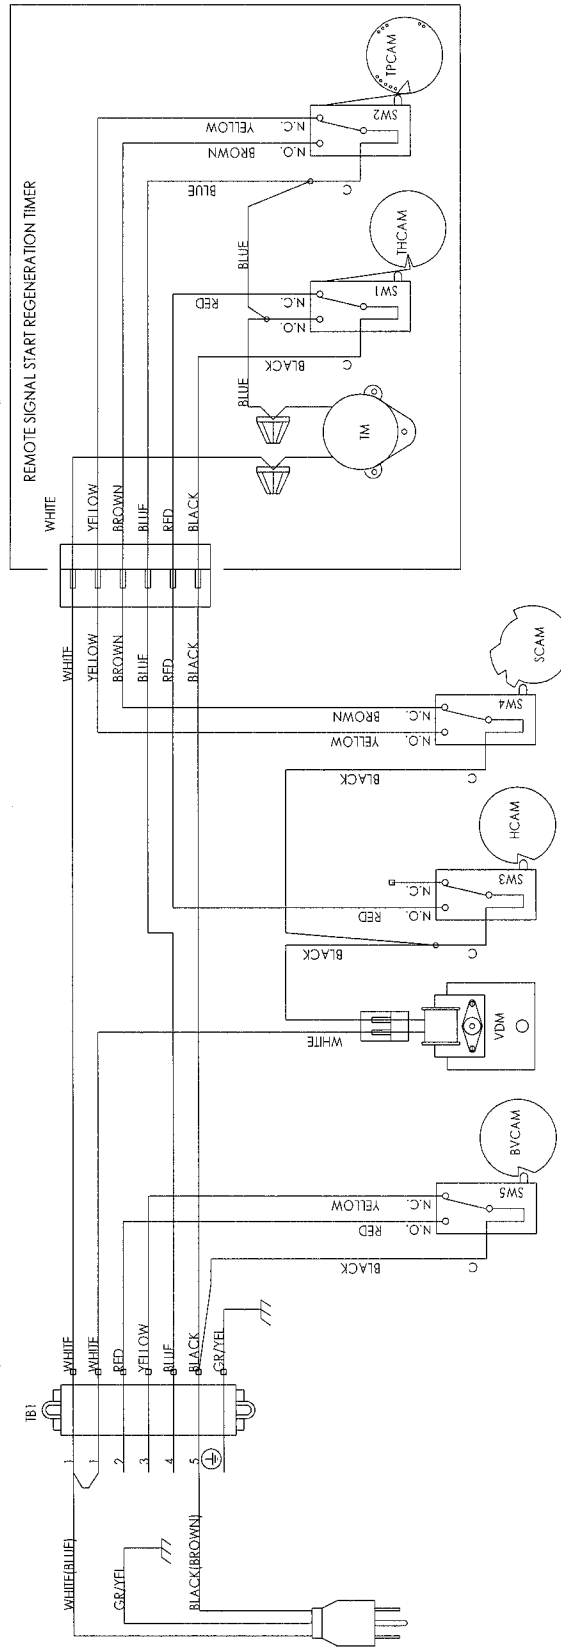 REMOTE SIGNAL START REGENERATION TIMER
TPCAM
SW2
N.C.
YELLOW
N.O.
BROWN
BLUE
C
THCAM
SW1
BLUE
N.C.
RED
N.O.
BLACK
C
BLUE
TM
WHITE
YELLOW
BROWN
BLUE
RED
BLACK
WHITE
YELLOW
BROWN
BLUE
RED
BLACK
SCAM
SW4
N.C.
BROWN
N.O.
YELLOW
BLACK
C
HCAM
SW3
N.C.
N.O.
RED
BLACK
C
VDM
WHITE
BVCAM
SW5
N.C.
YELLOW
N.O.
RED
BLACK
C
TB1
WHITE
WHITE
RED
YELLOW
BLUE
BLACK
GR/YEL
1
1
2
3
4
5
WHITE(BLUE)
GR/YEL
BLACK(BROWN)